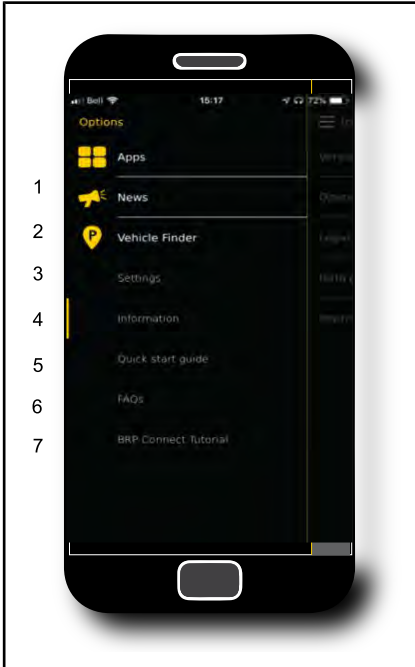 Bell 15:17 72%
Options
Apps
1 News
2 Vehicle Finder
3 Settings
4 Information
5 Quick start guide
6 FAQs
7 BRP Connect Tutorial